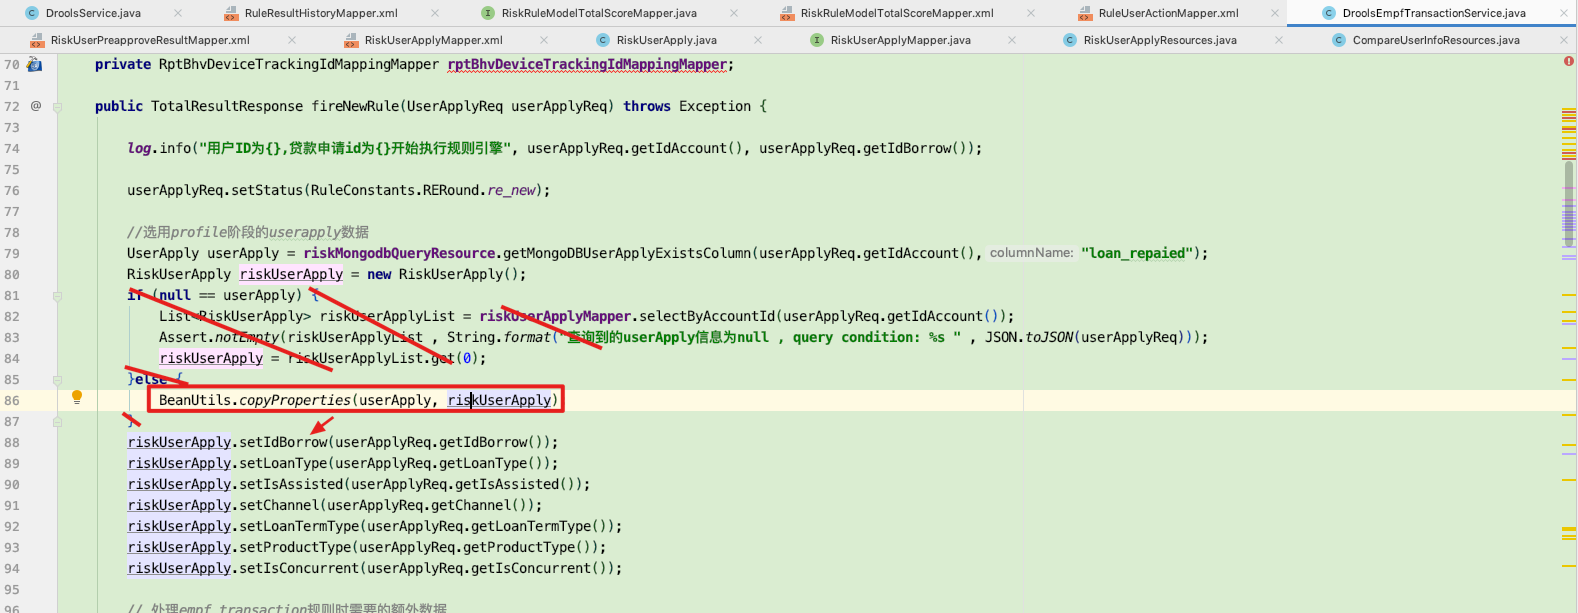 DroolsService.java
RuleResultHistoryMapper.xml
RiskRuleModelTotalScoreMapper.java
RiskRuleModelTotalScoreMapper.xml
RuleUserActionMapper.xml
DroolsEmpfTransactionService.java
RiskUserPreapproveResultMapper.xml
RiskUserApplyMapper.xml
RiskUserApply.java
RiskUserApplyMapper.java
RiskUserApplyResources.java
CompareUserInfoResources.java
70 private RptBhvDeviceTrackingIdMappingMapper rptBhvDeviceTrackingIdMappingMapper;
71
72 @ public TotalResultResponse fireNewRule(UserApplyReq userApplyReq) throws Exception {
73
74 log.info("用户ID为{},贷款申请id为{}开始执行规则引擎", userApplyReq.getIdAccount(), userApplyReq.getIdBorrow());
75
76 userApplyReq.setStatus(RuleConstants.RERound.re_new);
77
78 //选用profile阶段的userapply数据
79 UserApply userApply = riskMongodbQueryResource.getMongoDBUserApplyExistsColumn(userApplyReq.getIdAccount(), columnName: "loan_repaied");
80 RiskUserApply riskUserApply = new RiskUserApply();
81 if (null == userApply) {
82 List<RiskUserApply> riskUserApplyList = riskUserApplyMapper.selectByAccountId(userApplyReq.getIdAccount());
83 Assert.notEmpty(riskUserApplyList , String.format("查询到的userApply信息为null , query condition: %s " , JSON.toJSON(userApplyReq)));
84 riskUserApply = riskUserApplyList.get(0);
85 }else {
86 BeanUtils.copyProperties(userApply, riskUserApply)
87 }
88 riskUserApply.setIdBorrow(userApplyReq.getIdBorrow());
89 riskUserApply.setLoanType(userApplyReq.getLoanType());
90 riskUserApply.setIsAssisted(userApplyReq.getIsAssisted());
91 riskUserApply.setChannel(userApplyReq.getChannel());
92 riskUserApply.setLoanTermType(userApplyReq.getLoanTermType());
93 riskUserApply.setProductType(userApplyReq.getProductType());
94 riskUserApply.setIsConcurrent(userApplyReq.getIsConcurrent());
95
96 // 处理empf transaction规则时需要的额外数据